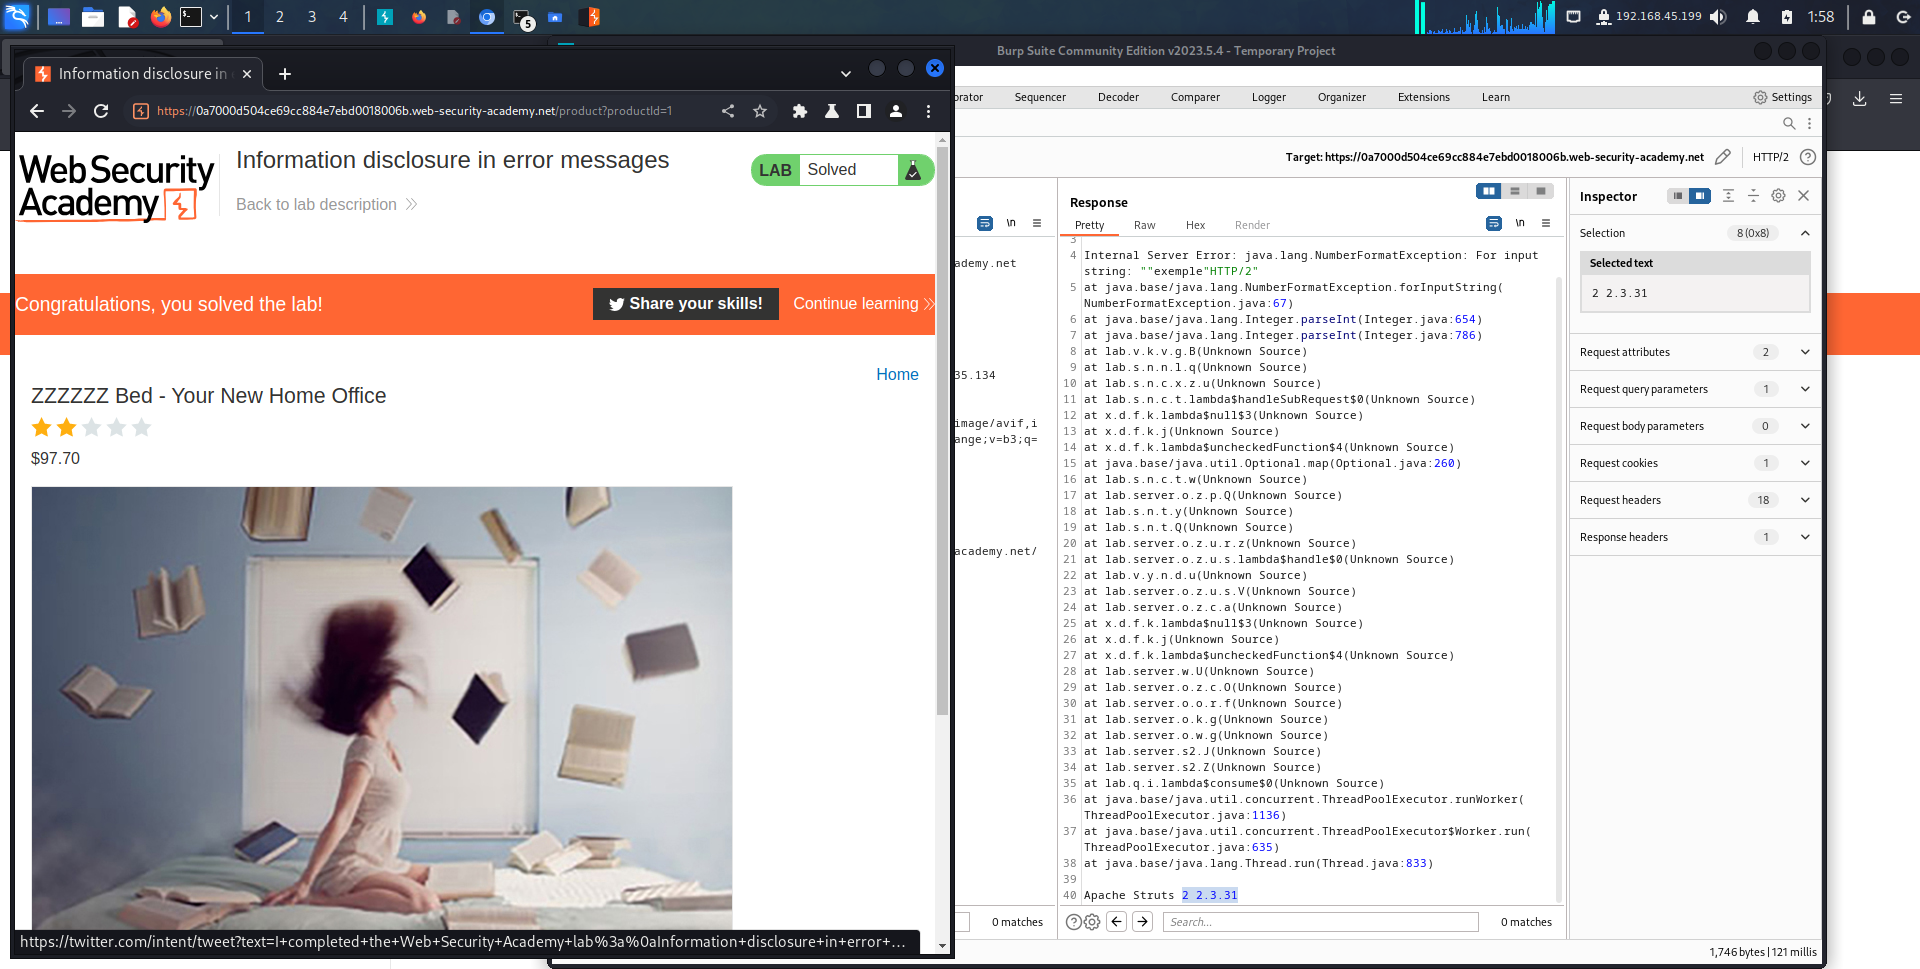 1
2
3
4
5
192.168.45.199
1:58
Burp Suite Community Edition v2023.5.4 - Temporary Project
Information disclosure in
https://0a7000d504ce69cc884e7ebd0018006b.web-security-academy.net/product?productId=1
Web Security
Academy
Information disclosure in error messages
Back to lab description
LAB Solved
Congratulations, you solved the lab!
Share your skills!
Continue learning
Home
ZZZZZZ Bed - Your New Home Office
$97.70
https://twitter.com/intent/tweet?text=I+completed+the+Web+Security+Academy+lab%3a%0aInformation+disclosure+in+error+...
Sequencer
Decoder
Comparer
Logger
Organizer
Extensions
Learn
Settings
Target: https://0a7000d504ce69cc884e7ebd0018006b.web-security-academy.net
HTTP/2
\n
ademy.net
35.134
image/avif,i
ange;v=b3;q=
academy.net/
0 matches
Response
Pretty
Raw
Hex
Render
\n
3
4 Internal Server Error: java.lang.NumberFormatException: For input
string: ""exemple"HTTP/2"
5 at java.base/java.lang.NumberFormatException.forInputString(
NumberFormatException.java:67)
6 at java.base/java.lang.Integer.parseInt(Integer.java:654)
7 at java.base/java.lang.Integer.parseInt(Integer.java:786)
8 at lab.v.k.v.g.B(Unknown Source)
9 at lab.s.n.n.l.q(Unknown Source)
10 at lab.s.n.c.x.z.u(Unknown Source)
11 at lab.s.n.c.t.lambda$handleSubRequest$0(Unknown Source)
12 at x.d.f.k.lambda$null$3(Unknown Source)
13 at x.d.f.k.j(Unknown Source)
14 at x.d.f.k.lambda$uncheckedFunction$4(Unknown Source)
15 at java.base/java.util.Optional.map(Optional.java:260)
16 at lab.s.n.c.t.w(Unknown Source)
17 at lab.server.o.z.p.Q(Unknown Source)
18 at lab.s.n.t.y(Unknown Source)
19 at lab.s.n.t.Q(Unknown Source)
20 at lab.server.o.z.u.r.z(Unknown Source)
21 at lab.server.o.z.u.s.lambda$handle$0(Unknown Source)
22 at lab.v.y.n.d.u(Unknown Source)
23 at lab.server.o.z.u.s.V(Unknown Source)
24 at lab.server.o.z.c.a(Unknown Source)
25 at x.d.f.k.lambda$null$3(Unknown Source)
26 at x.d.f.k.j(Unknown Source)
27 at x.d.f.k.lambda$uncheckedFunction$4(Unknown Source)
28 at lab.server.w.U(Unknown Source)
29 at lab.server.o.z.c.O(Unknown Source)
30 at lab.server.o.o.r.f(Unknown Source)
31 at lab.server.o.k.g(Unknown Source)
32 at lab.server.o.w.g(Unknown Source)
33 at lab.server.s2.J(Unknown Source)
34 at lab.server.s2.Z(Unknown Source)
35 at lab.q.i.lambda$consume$0(Unknown Source)
36 at java.base/java.util.concurrent.ThreadPoolExecutor.runWorker(
ThreadPoolExecutor.java:1136)
37 at java.base/java.util.concurrent.ThreadPoolExecutor$Worker.run(
ThreadPoolExecutor.java:635)
38 at java.base/java.lang.Thread.run(Thread.java:833)
39
40 Apache Struts 2 2.3.31
Search...
0 matches
Inspector
Selection
8 (0x8)
Selected text
2 2.3.31
Request attributes 2
Request query parameters 1
Request body parameters 0
Request cookies 1
Request headers 18
Response headers 1
1,746 bytes | 121 millis